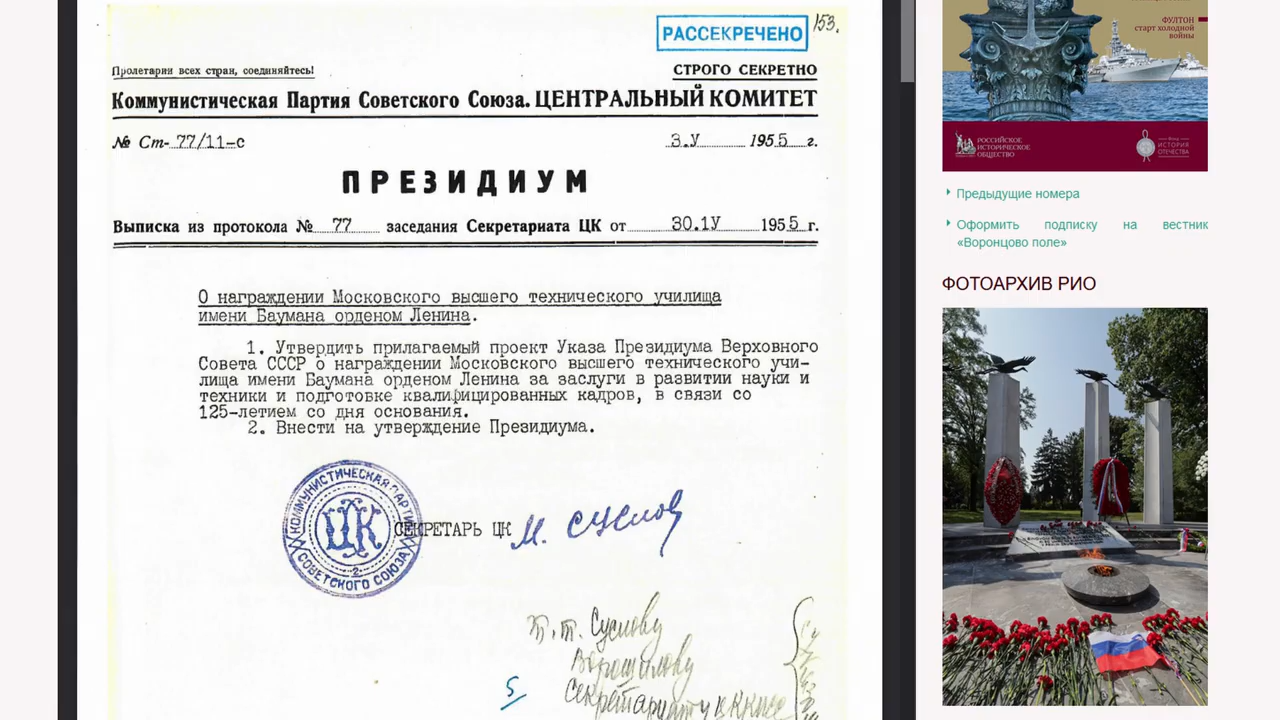 РАССЕКРЕЧЕНО
153.
Пролетарии всех стран, соединяйтесь!
СТРОГО СЕКРЕТНО
Коммунистическая Партия Советского Союза. ЦЕНТРАЛЬНЫЙ КОМИТЕТ
№ Ст- 77/11-с
3.У 1955 г.
ПРЕЗИДИУМ
Выписка из протокола № 77 заседания Секретариата ЦК от 30.1У 1955 г.
О награждении Московского высшего технического училища
имени Баумана орденом Ленина.
1. Утвердить прилагаемый проект Указа Президиума Верховного
Совета СССР о награждении Московского высшего технического учи-
лища имени Баумана орденом Ленина за заслуги в развитии науки и
техники и подготовке квалифицированных кадров, в связи со
125-летием со дня основания.
2. Внести на утверждение Президиума.
КОММУНИСТИЧЕСКАЯ ПАРТИЯ
СОВЕТСКОГО СОЮЗА
ЦК
2
СЕКРЕТАРЬ ЦК М. Суслов
т.т. Суслову
Ворошилову
5
ФУЛТОН
старт холодной
войны
РОССИЙСКОЕ
ИСТОРИЧЕСКОЕ
ОБЩЕСТВО
ИСТОРИЯ
ОТЕЧЕСТВА
Предыдущие номера
Оформить подписку на вестник
«Воронцово поле»
ФОТОАРХИВ РИО